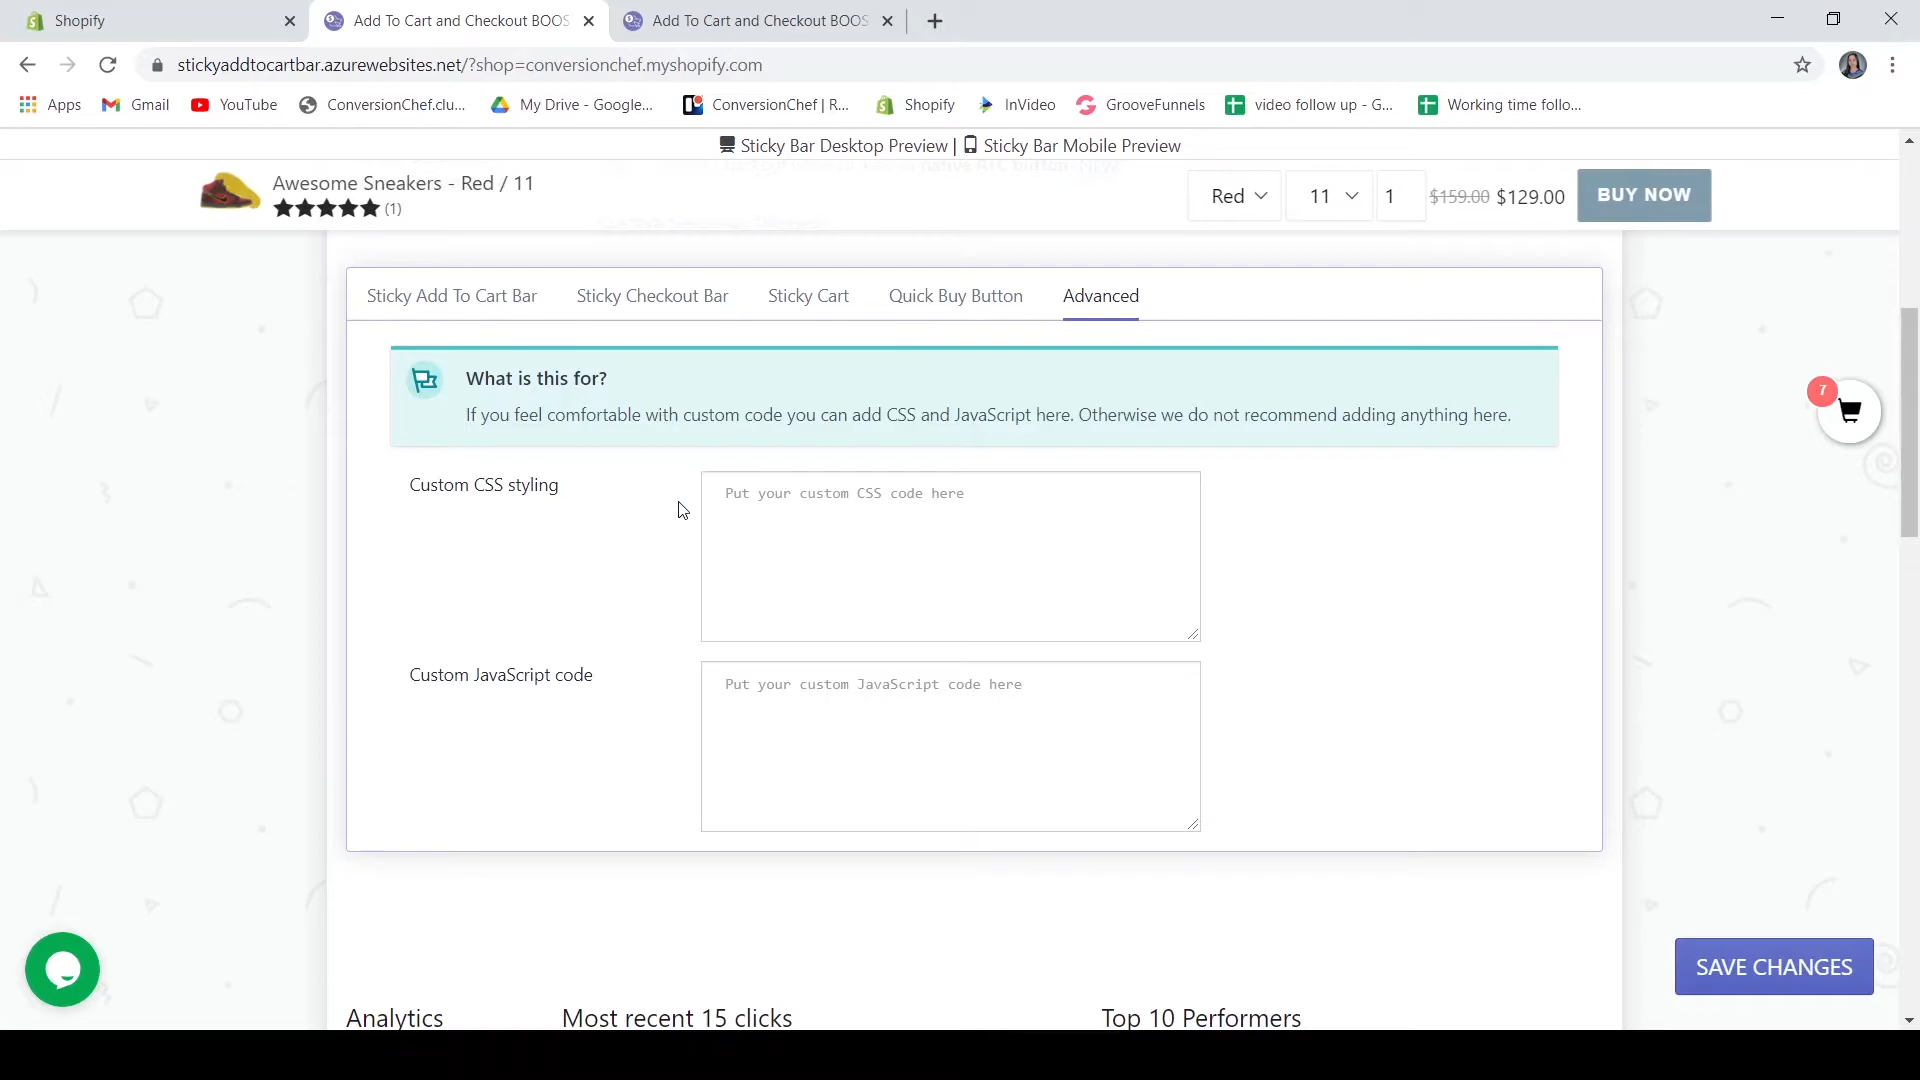 Shopify
Add To Cart and Checkout BOOS
Add To Cart and Checkout BOOS
stickyaddtocartbar.azurewebsites.net/?shop=conversionchef.myshopify.com
Apps
Gmail
YouTube
ConversionChef.clu...
My Drive - Google...
ConversionChef | R...
Shopify
InVideo
GrooveFunnels
video follow up - G...
Working time follo...
Sticky Bar Desktop Preview | Sticky Bar Mobile Preview
native ATC button
Awesome Sneakers - Red / 11
(1)
Red
11
1
$159.00 $129.00
BUY NOW
Sticky Add To Cart Bar
Sticky Checkout Bar
Sticky Cart
Quick Buy Button
Advanced
What is this for?
If you feel comfortable with custom code you can add CSS and JavaScript here. Otherwise we do not recommend adding anything here.
7
Custom CSS styling
Put your custom CSS code here
Custom JavaScript code
Put your custom JavaScript code here
SAVE CHANGES
Analytics
Most recent 15 clicks
Top 10 Performers